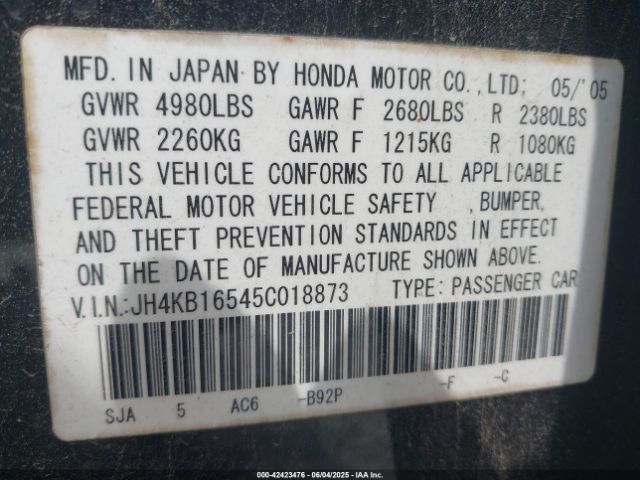 MFD. IN JAPAN BY HONDA MOTOR CO., LTD; 05/'05
GVWR 4980LBS GAWR F 2680LBS R 2380LBS
GVWR 2260KG GAWR F 1215KG R 1080KG
THIS VEHICLE CONFORMS TO ALL APPLICABLE
FEDERAL MOTOR VEHICLE SAFETY ,BUMPER,
AND THEFT PREVENTION STANDARDS IN EFFECT
ON THE DATE OF MANUFACTURE SHOWN ABOVE.
V.I.N.:JH4KB16545C018873 TYPE: PASSENGER CAR
SJA 5 AC6 -B92P -F -C
000-42423476 - 06/04/2025 - IAA Inc.